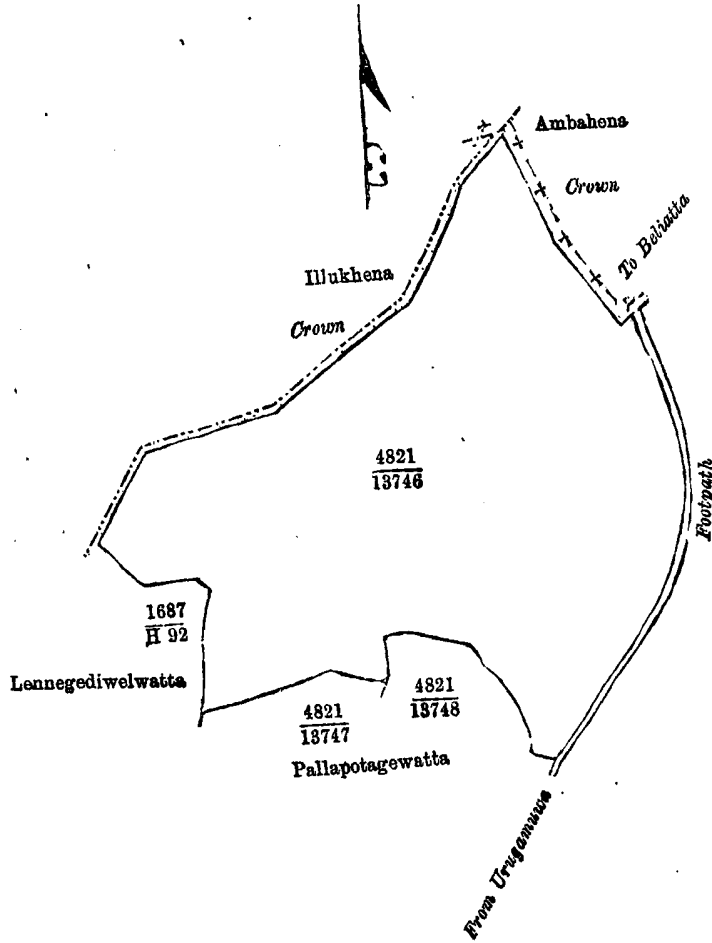 Ambahena
Crown
To Beliatta
Illukhena
Crown
4821
13746
Footpath
1687
H 92
Lennegediwelwatta
4821
13748
4821
13747
Pallapotagewatta
From Urugamuwa